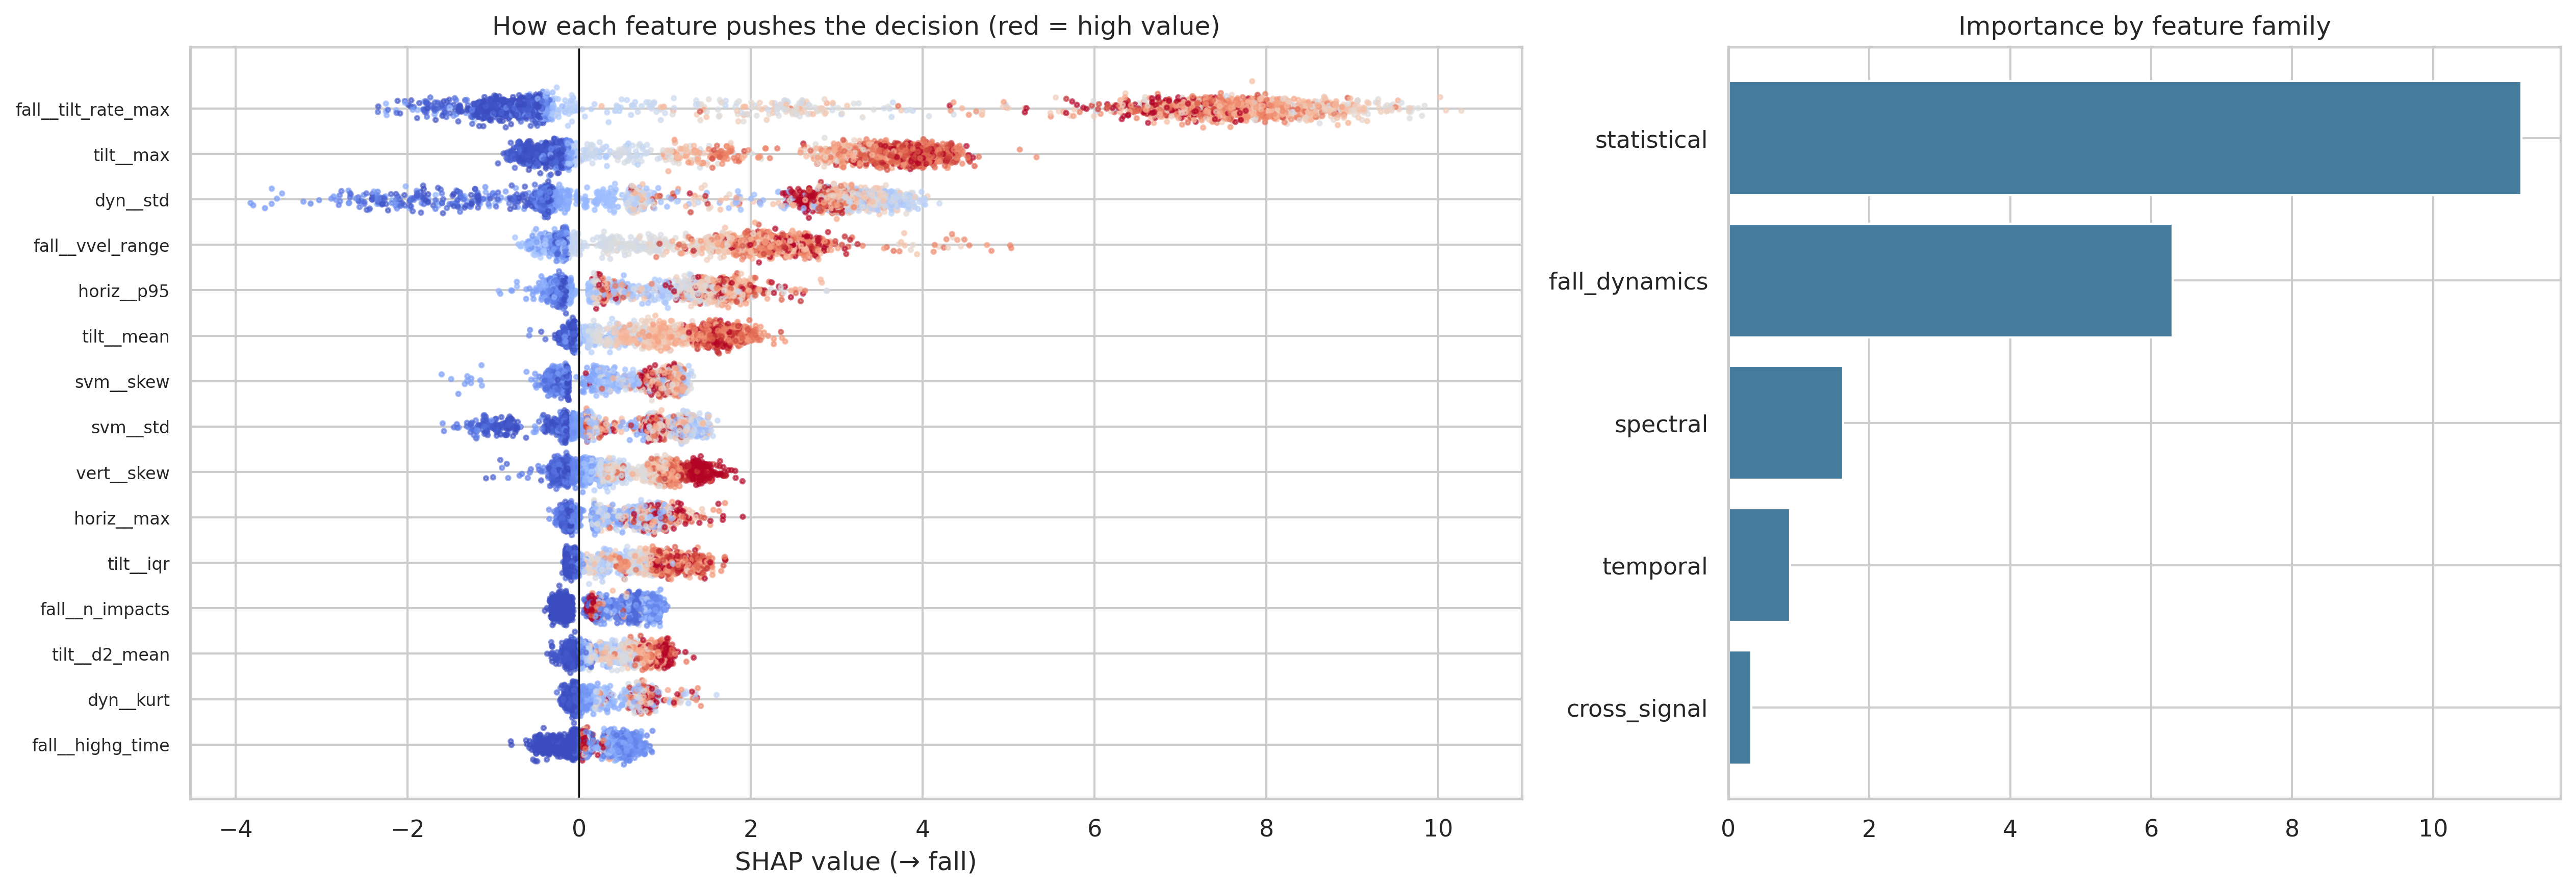 How each feature pushes the decision (red = high value)
fall__tilt_rate_max
tilt__max
dyn__std
fall__vvel_range
horiz__p95
tilt__mean
svm__skew
svm__std
vert__skew
horiz__max
tilt__iqr
fall__n_impacts
tilt__d2_mean
dyn__kurt
fall__highg_time
−4 −2 0 2 4 6 8 10
SHAP value (→ fall)
Importance by feature family
statistical
fall_dynamics
spectral
temporal
cross_signal
0 2 4 6 8 10